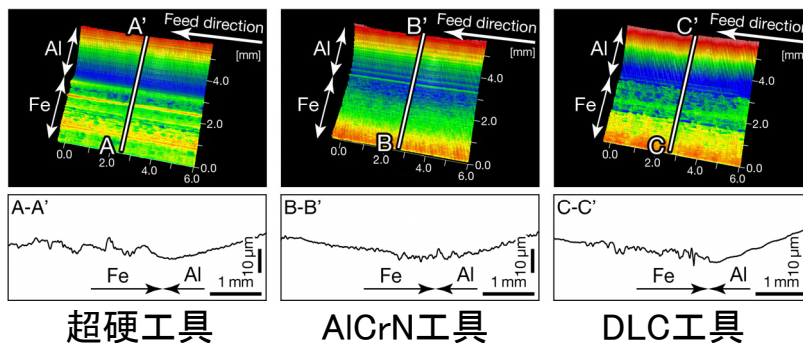 A' Feed direction
Al
[mm]
Fe
4.0
2.0
A
0.0
0.0
2.0
4.0
6.0
B' Feed direction
Al
[mm]
Fe
4.0
2.0
B
0.0
0.0
2.0
4.0
6.0
C' Feed direction
Al
[mm]
Fe
4.0
2.0
C
0.0
0.0
2.0
4.0
6.0
A-A'
Fe Al
10 μm
1 mm
B-B'
Fe Al
10 μm
1 mm
C-C'
Fe Al
10 μm
1 mm
超硬工具
AlCrN工具
DLC工具